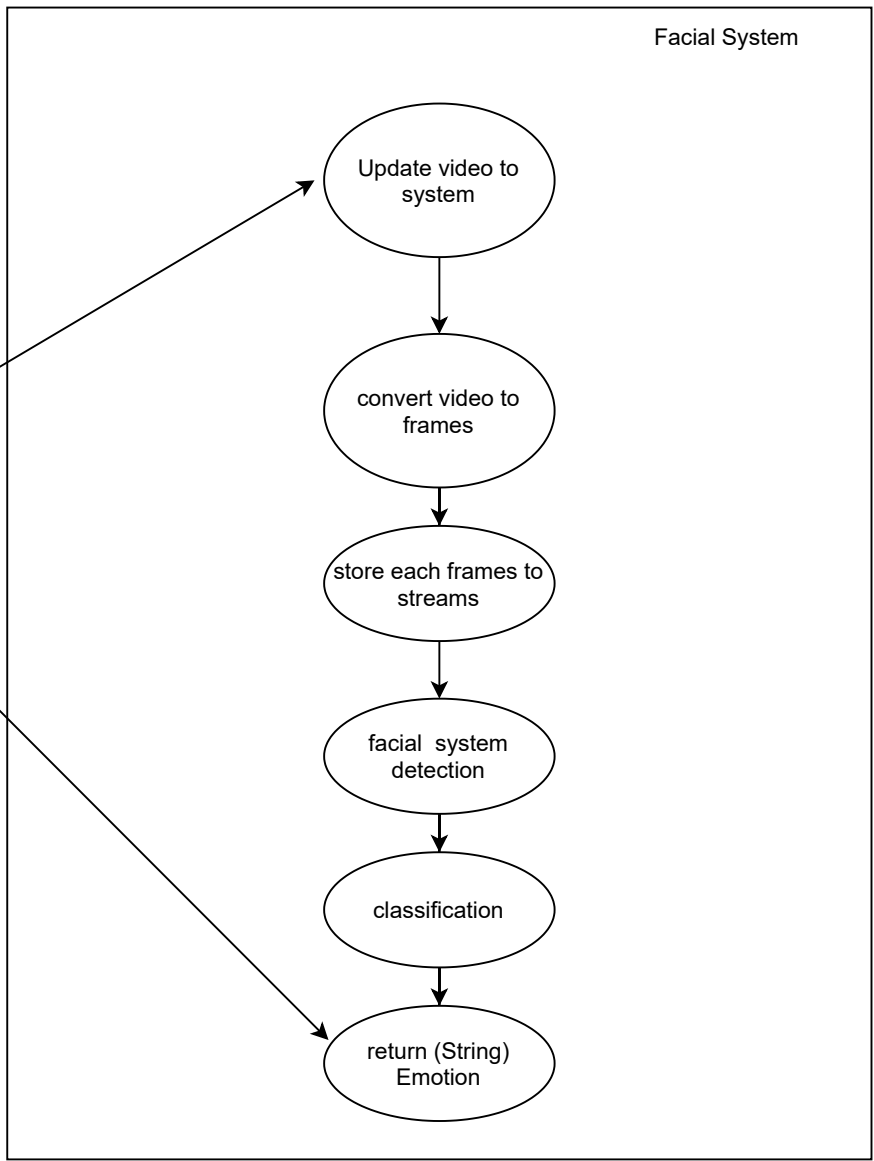 Facial System
Update video to
system
convert video to
frames
store each frames to
streams
facial  system
detection
classification
return (String)
Emotion